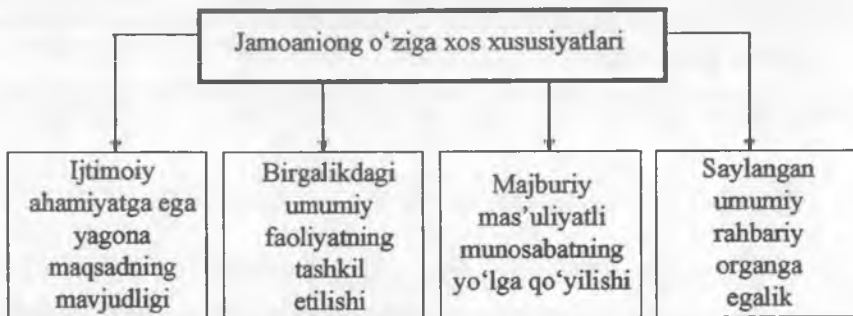 Jamoaniong o‘ziga xos xususiyatlari
Ijtimoiy
ahamiyatga ega
yagona
maqsadning
mavjudligi
Birgalikdagi
umumiy
faoliyatning
tashkil
etilishi
Majburiy
mas’uliyatli
munosabatning
yo‘lga qo‘yilishi
Saylangan
umumiy
rahbariy
organga
egalik